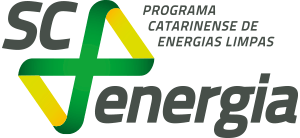 SC
PROGRAMA
CATARINENSE DE
ENERGIAS LIMPAS
energia